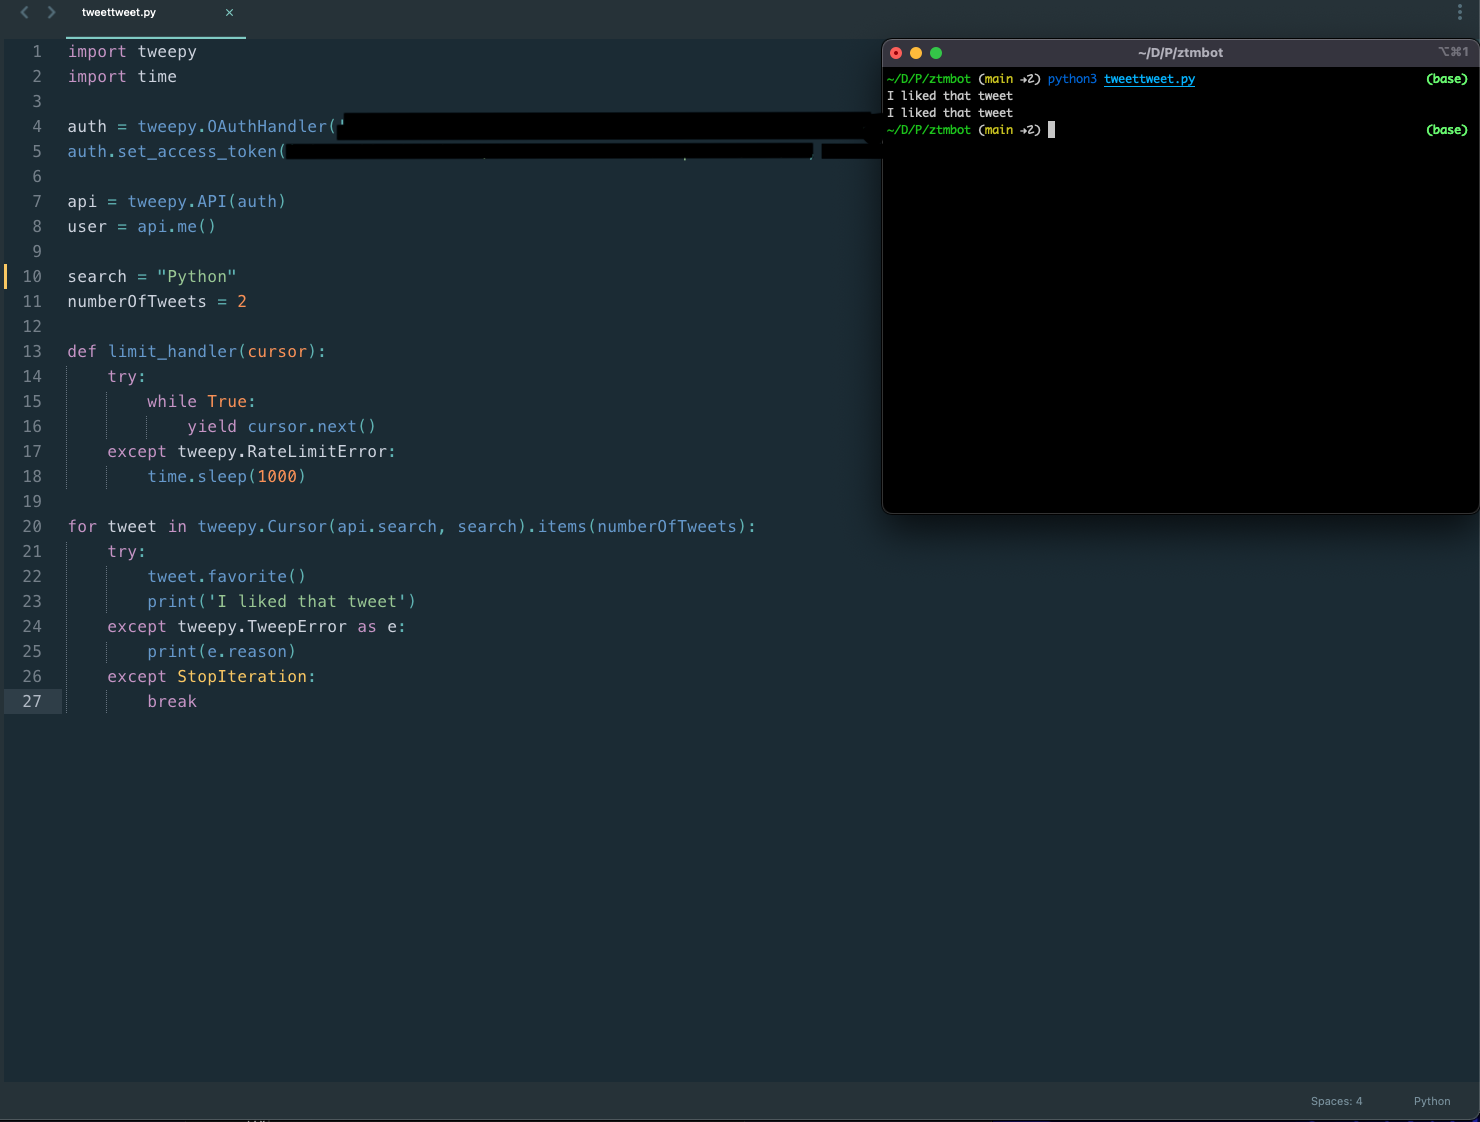 tweettweet.py ×
1 import tweepy
2 import time
3
4 auth = tweepy.OAuthHandler('
5 auth.set_access_token(
6
7 api = tweepy.API(auth)
8 user = api.me()
9
10 search = "Python"
11 numberOfTweets = 2
12
13 def limit_handler(cursor):
14 try:
15 while True:
16 yield cursor.next()
17 except tweepy.RateLimitError:
18 time.sleep(1000)
19
20 for tweet in tweepy.Cursor(api.search, search).items(numberOfTweets):
21 try:
22 tweet.favorite()
23 print('I liked that tweet')
24 except tweepy.TweepError as e:
25 print(e.reason)
26 except StopIteration:
27 break
~/D/P/ztmbot ⌥⌘1
~/D/P/ztmbot (main →2) python3 tweettweet.py (base)
I liked that tweet
I liked that tweet
~/D/P/ztmbot (main →2) (base)
Spaces: 4 Python